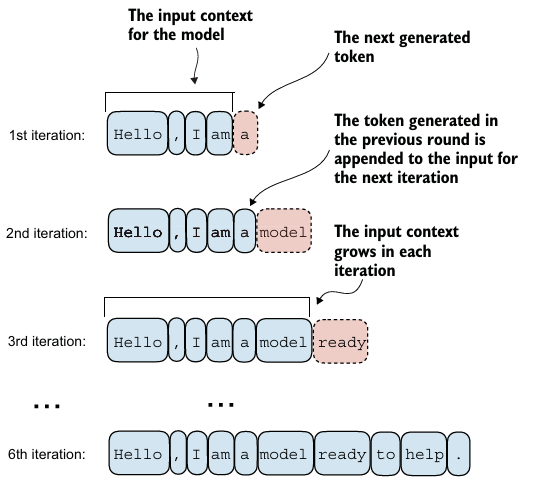 The input context
for the model
The next generated
token
1st iteration: Hello , I am a
The token generated in
the previous round is
appended to the input for
the next iteration
2nd iteration: Hello , I am a model
The input context
grows in each
iteration
3rd iteration: Hello , I am a model ready
... ...
6th iteration: Hello , I am a model ready to help .